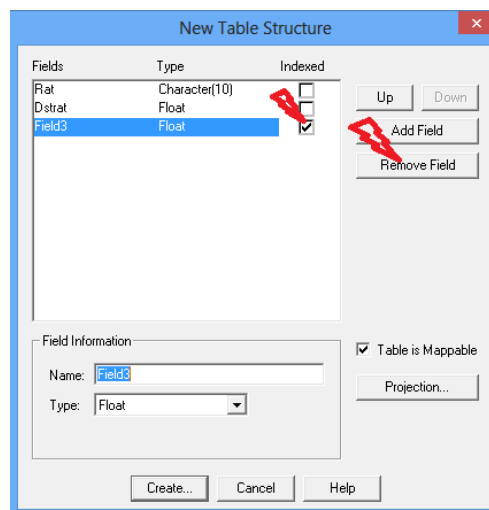 New Table Structure
Fields Type Indexed
Rat Character(10)
Dstrat Float
Field3 Float
Up Down
Add Field
Remove Field
Field Information
Name: Field3
Type: Float
Table is Mappable
Projection...
Create... Cancel Help